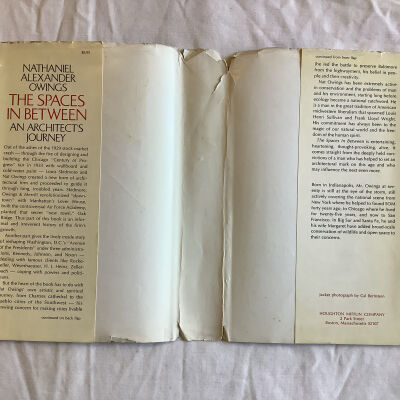 $8.95
NATHANIEL
ALEXANDER
OWINGS
THE SPACES
IN BETWEEN
AN ARCHITECT'S
JOURNEY
Out of the ashes of the 1929 stock-market
crash — through the fire of designing and
building the Chicago "Century of Pro-
gress" but in 1933 with wallboard and
cold-water paint — Louis Skidmore and
Nat Owings created a new form of archi-
tectural firm and proceeded to guide it
through long, troubled years. Skidmore,
Owings & Merrill revolutionized "down-
town" with Manhattan's Lever House,
built the controversial Air Force Academy,
planted that secret "new town," Oak
Ridge. Thus part of this book is an infor-
mal and irreverent history of the firm's
growth.
Another part gives the lively inside story
of reshaping Washington, D.C.'s "Avenue
of the Presidents" under three administra-
tions, Kennedy, Johnson, and Nixon —
dealing with famous clients like Rocke-
feller, Weyerhaeuser, H. J. Heinz, Zeller-
bach — coping with powers and politi-
cians.
But the heart of the book has to do with
Nat Owings' own artistic and spiritual
journey, from Chartres cathedral to the
pueblo cities of the Southwest — his
growing concern for making cities livable
continued on back flap
continued from front flap
(he led the battle to preserve Baltimore
from the freewaymen), his belief in peo-
ple and their creativity.
Nat Owings has been extremely active
in conservation and the problems of man
and his environment, starting long before
ecology became a national catchword. He
is a man in the great tradition of American
midwestern liberalism that spawned Louis
Henri Sullivan and Frank Lloyd Wright.
His commitment has always been to the
magic of our natural world and the free-
dom of the human spirit.
The Spaces In Between is entertaining,
heartening, thought-provoking, alive. It
comes straight from the deeply held con-
victions of a man who has helped to set an
architectural mark on this age and who
may influence the next even more.
Born in Indianapolis, Mr. Owings at sev-
enty is still at the eye of the storm, still
actively covering the national scene from
New York where he helped to found SOM
forty years ago, to Chicago where he lived
for twenty-five years, and now to San
Francisco. In Big Sur and Santa Fe, he and
his wife Margaret have added broad-scale
conservation of wildlife and open space to
their concerns.
Jacket photograph by Cal Bernstein
HOUGHTON MIFFLIN COMPANY
2 Park Street
Boston, Massachusetts 02107